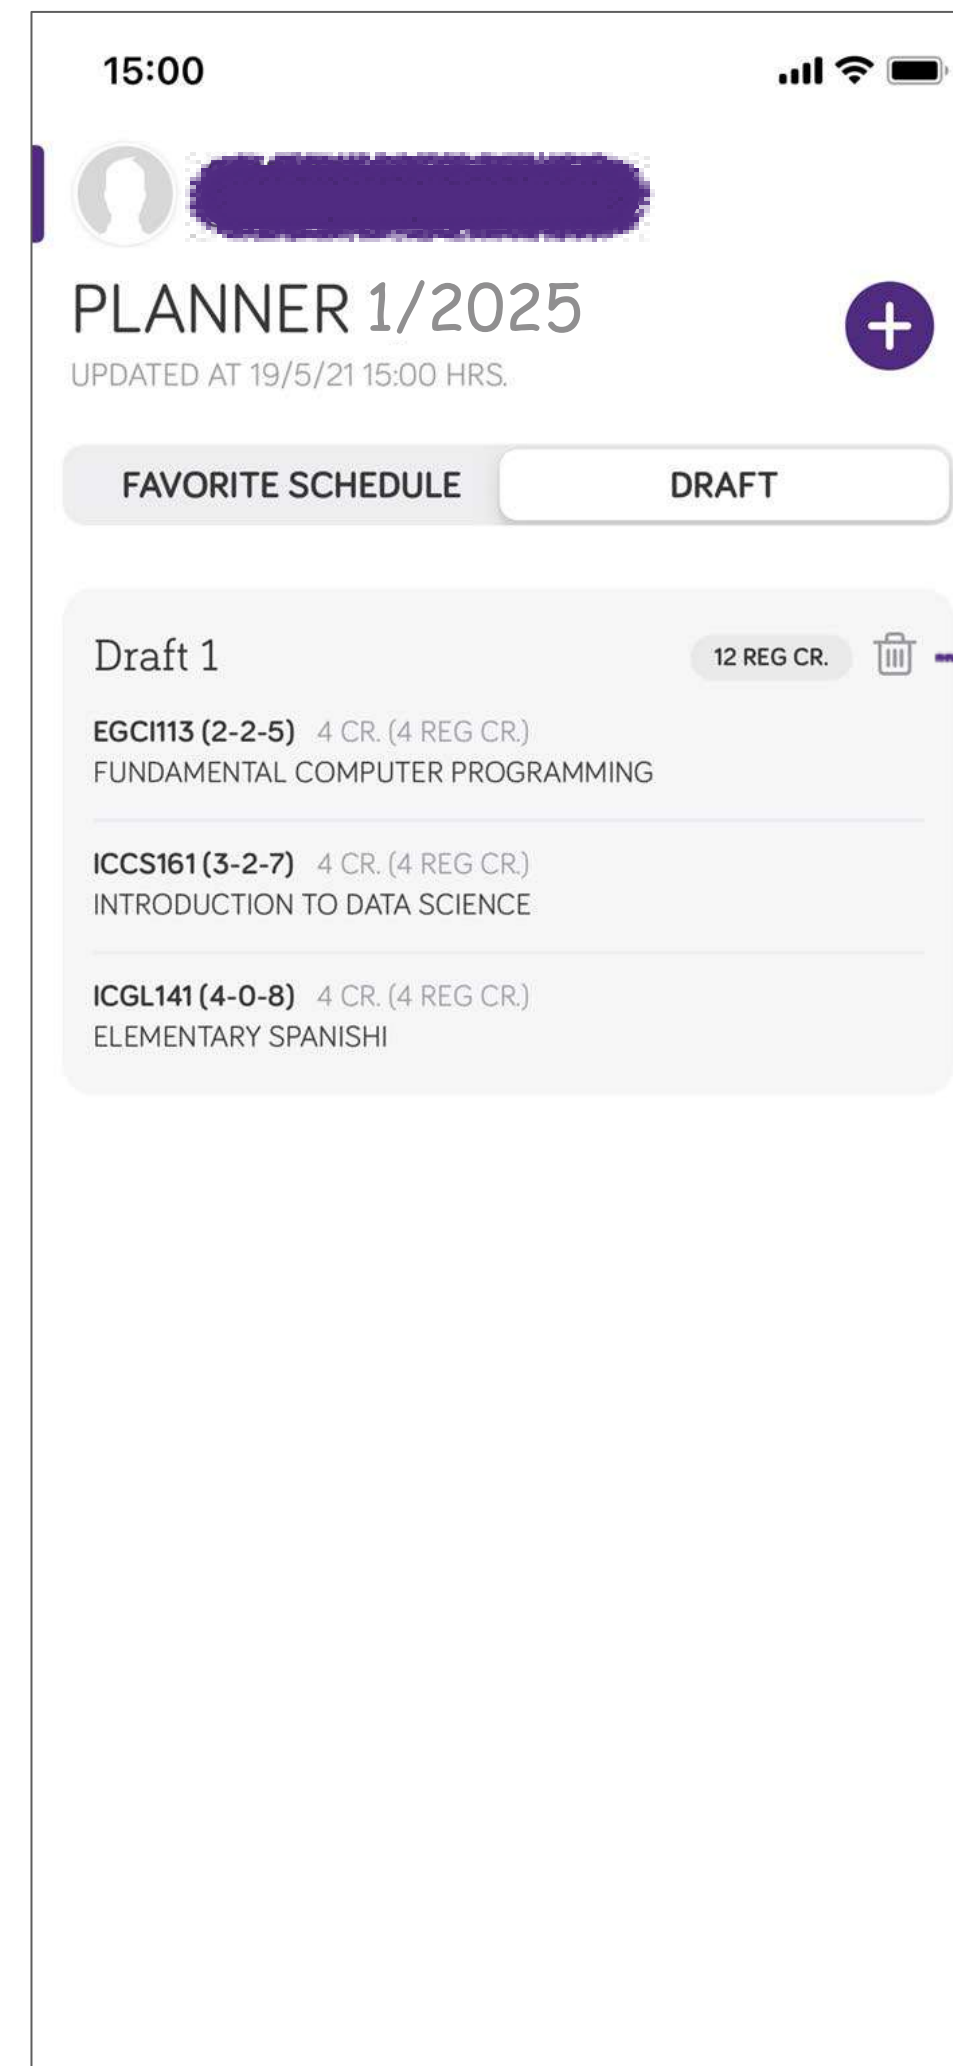 15:00
PLANNER 1/2025
UPDATED AT 19/5/21 15:00 HRS.
FAVORITE SCHEDULE DRAFT
Draft 1 12 REG CR.
EGCI113 (2-2-5) 4 CR. (4 REG CR.)
FUNDAMENTAL COMPUTER PROGRAMMING
ICCS161 (3-2-7) 4 CR. (4 REG CR.)
INTRODUCTION TO DATA SCIENCE
ICGL141 (4-0-8) 4 CR. (4 REG CR.)
ELEMENTARY SPANISHI